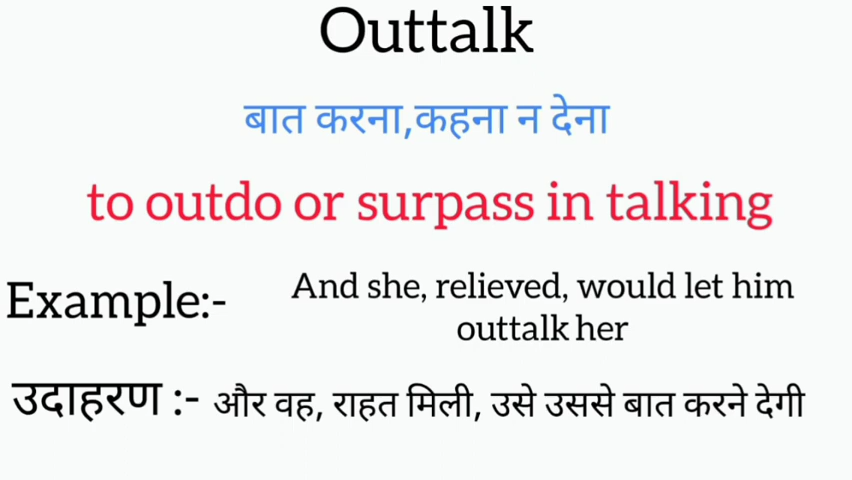 Outtalk
बात करना,कहना न देना
to outdo or surpass in talking
Example:- And she, relieved, would let him
outtalk her
उदाहरण :- और वह, राहत मिली, उसे उससे बात करने देगी